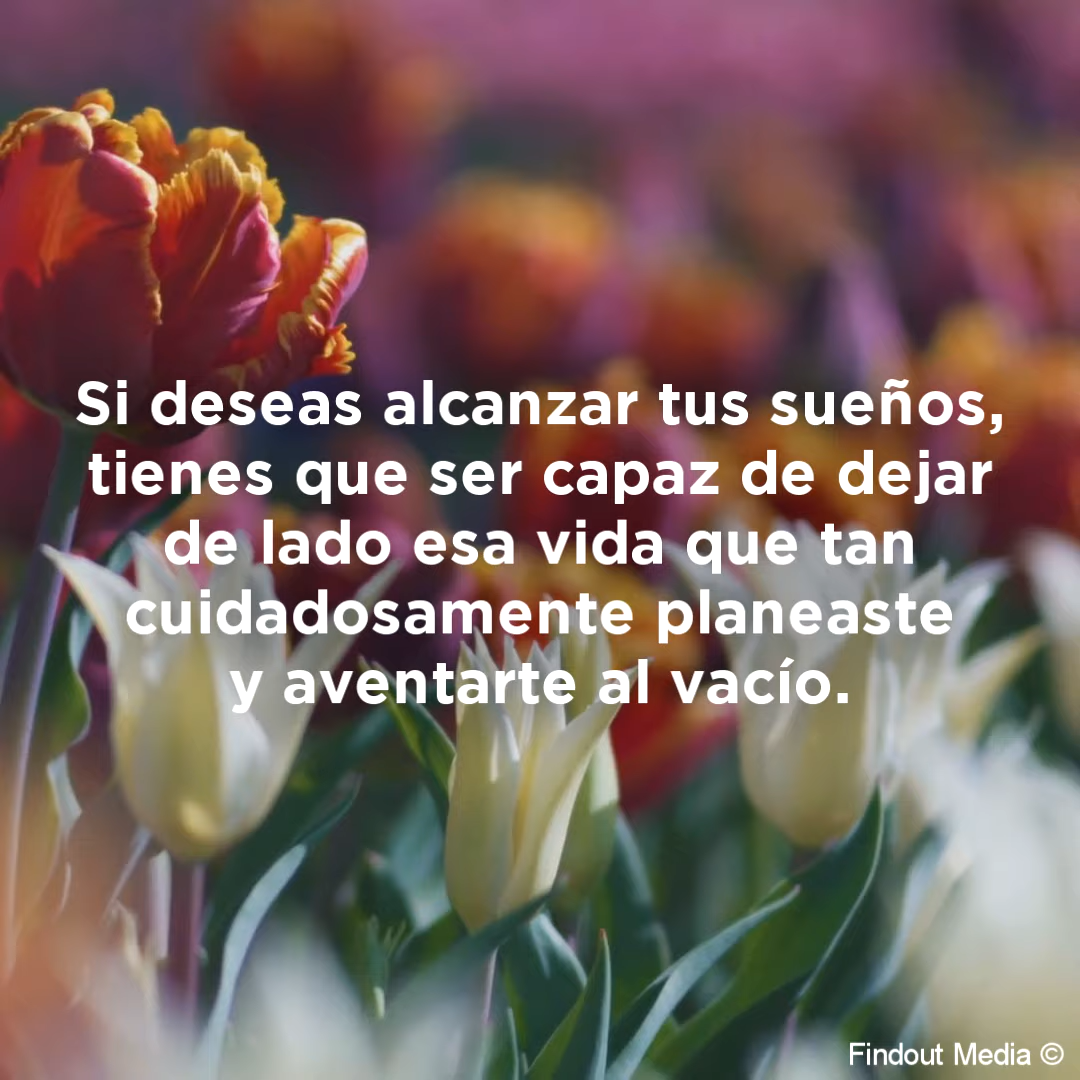 Si deseas alcanzar tus sueños,
tienes que ser capaz de dejar
de lado esa vida que tan
cuidadosamente planeaste
y aventarte al vacío.
Findout Media ©